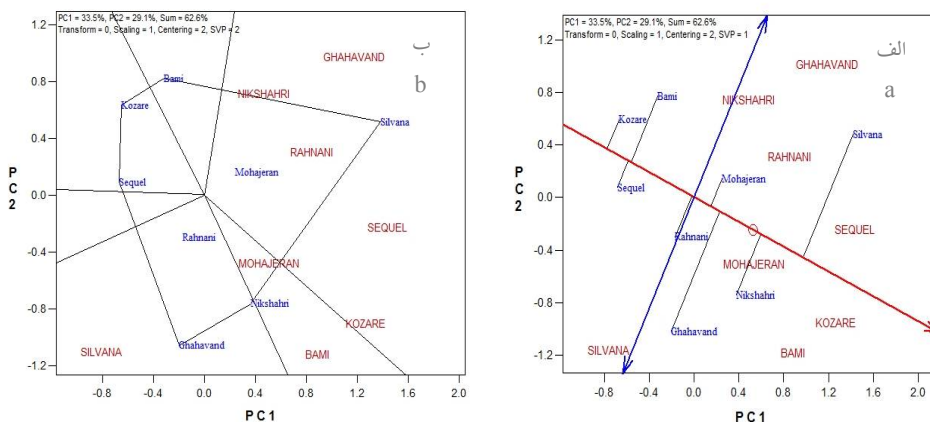 PC1 = 33.5%, PC2 = 29.1%, Sum = 62.6%
Transform = 0, Scaling = 1, Centering = 2, SVP = 2
ب
b
1.2
0.8
0.4
0.0
-0.4
-0.8
-1.2
PC2
GHAHAVAND
Bami
NIKSHAHRI
Kozare
Silvana
RAHNANI
Mohajeran
Sequel
SEQUEL
Rahnani
MOHAJERAN
Nikshahri
KOZARE
Ghahavand
SILVANA
BAMI
-0.8 -0.4 0.0 0.4 0.8 1.2 1.6 2.0
PC1
PC1 = 33.5%, PC2 = 29.1%, Sum = 62.6%
Transform = 0, Scaling = 1, Centering = 2, SVP = 1
الف
a
1.2
0.8
0.4
0.0
-0.4
-0.8
-1.2
PC2
GHAHAVAND
Bami
NIKSHAHRI
Kozare
Silvana
RAHNANI
Mohajeran
Sequel
SEQUEL
Rahnani
MOHAJERAN
Nikshahri
KOZARE
Ghahavand
SILVANA
BAMI
-0.8 -0.4 0.0 0.4 0.8 1.2 1.6 2.0
PC1